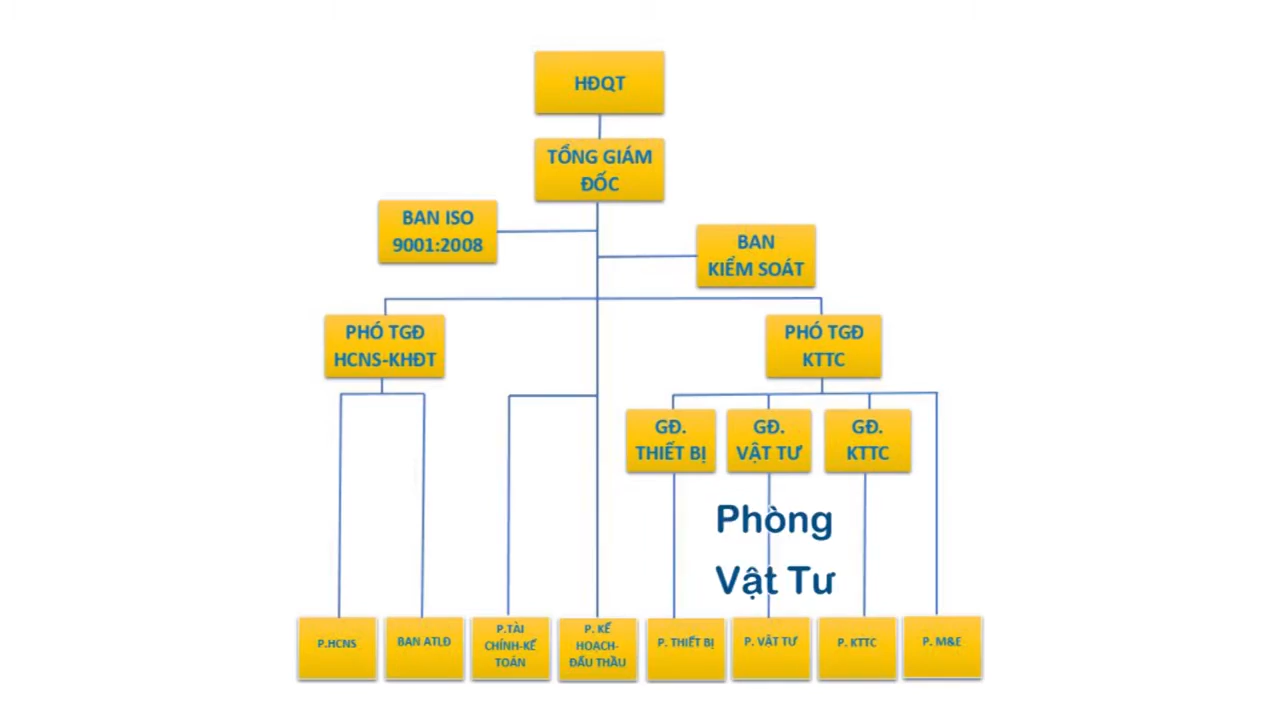 HĐQT
TỔNG GIÁM
ĐỐC
BAN ISO
9001:2008
BAN
KIỂM SOÁT
PHÓ TGĐ
HCNS-KHĐT
PHÓ TGĐ
KTTC
GĐ.
THIẾT BỊ
GĐ.
VẬT TƯ
GĐ.
KTTC
Phòng
Vật Tư
P.HCNS
BAN ATLĐ
P.TÀI
CHÍNH-KẾ
TOÁN
P. KẾ
HOẠCH-
ĐẤU THẦU
P. THIẾT BỊ
P. VẬT TƯ
P. KTTC
P. M&E